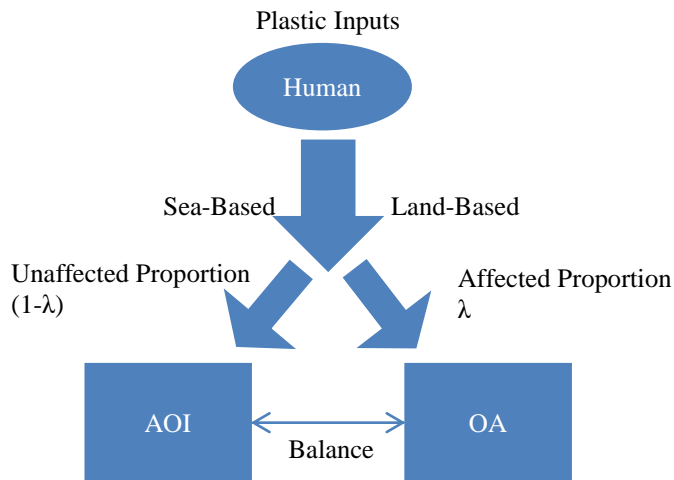 Plastic Inputs
Human
Sea-Based
Land-Based
Unaffected Proportion
(1-λ)
Affected Proportion
λ
AOI
OA
Balance